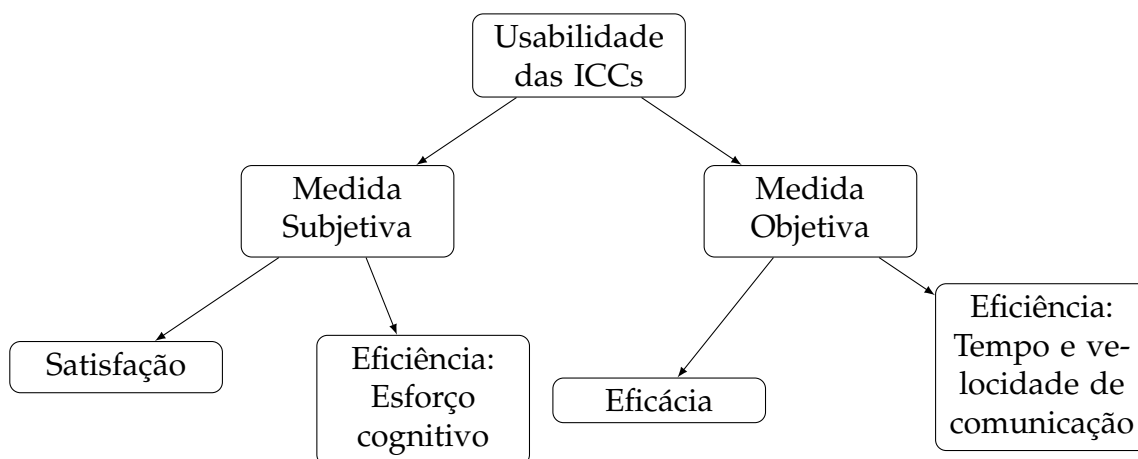 Usabilidade
das ICCs
Medida
Subjetiva
Medida
Objetiva
Satisfação
Eficiência:
Esforço
cognitivo
Eficácia
Eficiência:
Tempo e ve-
locidade de
comunicação